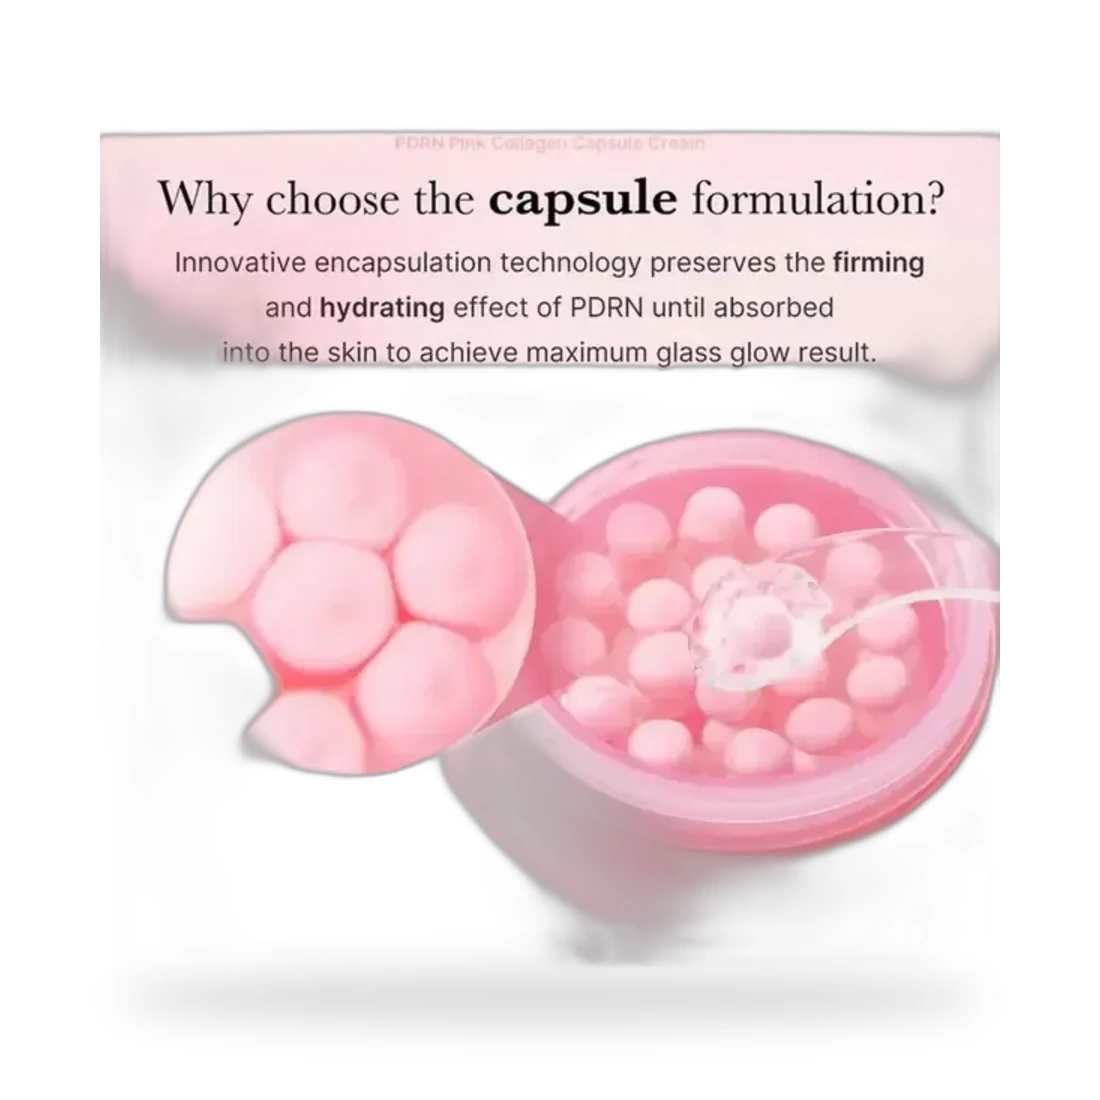 PDRN Pink Collagen Capsule Cream
Why choose the capsule formulation?
Innovative encapsulation technology preserves the firming
and hydrating effect of PDRN until absorbed
into the skin to achieve maximum glass glow result.